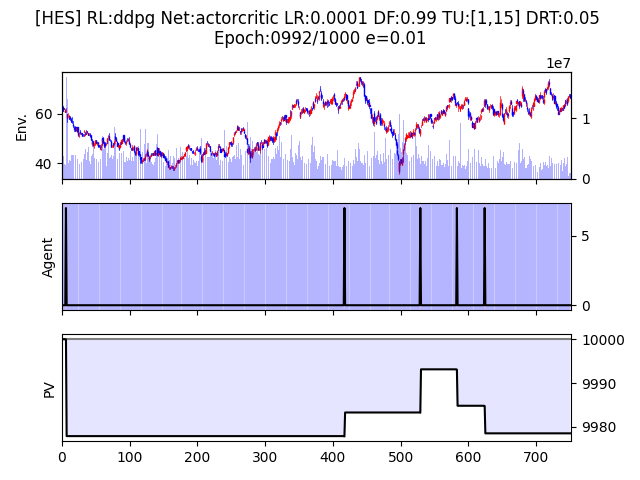 [HES] RL:ddpg Net:actorcritic LR:0.0001 DF:0.99 TU:[1,15] DRT:0.05
Epoch:0992/1000 e=0.01
1e7
Env.
60
40
1
0
Agent
5
0
PV
10000
9990
9980
0 100 200 300 400 500 600 700